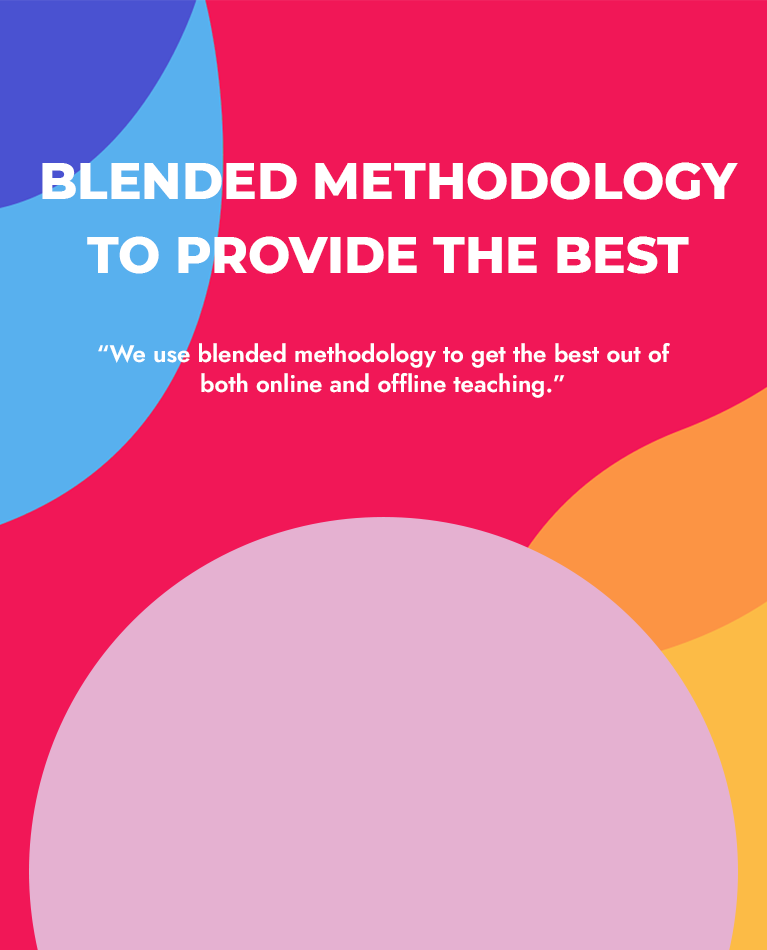 BLENDED METHODOLOGY
TO PROVIDE THE BEST
“We use blended methodology to get the best out of
both online and offline teaching.”